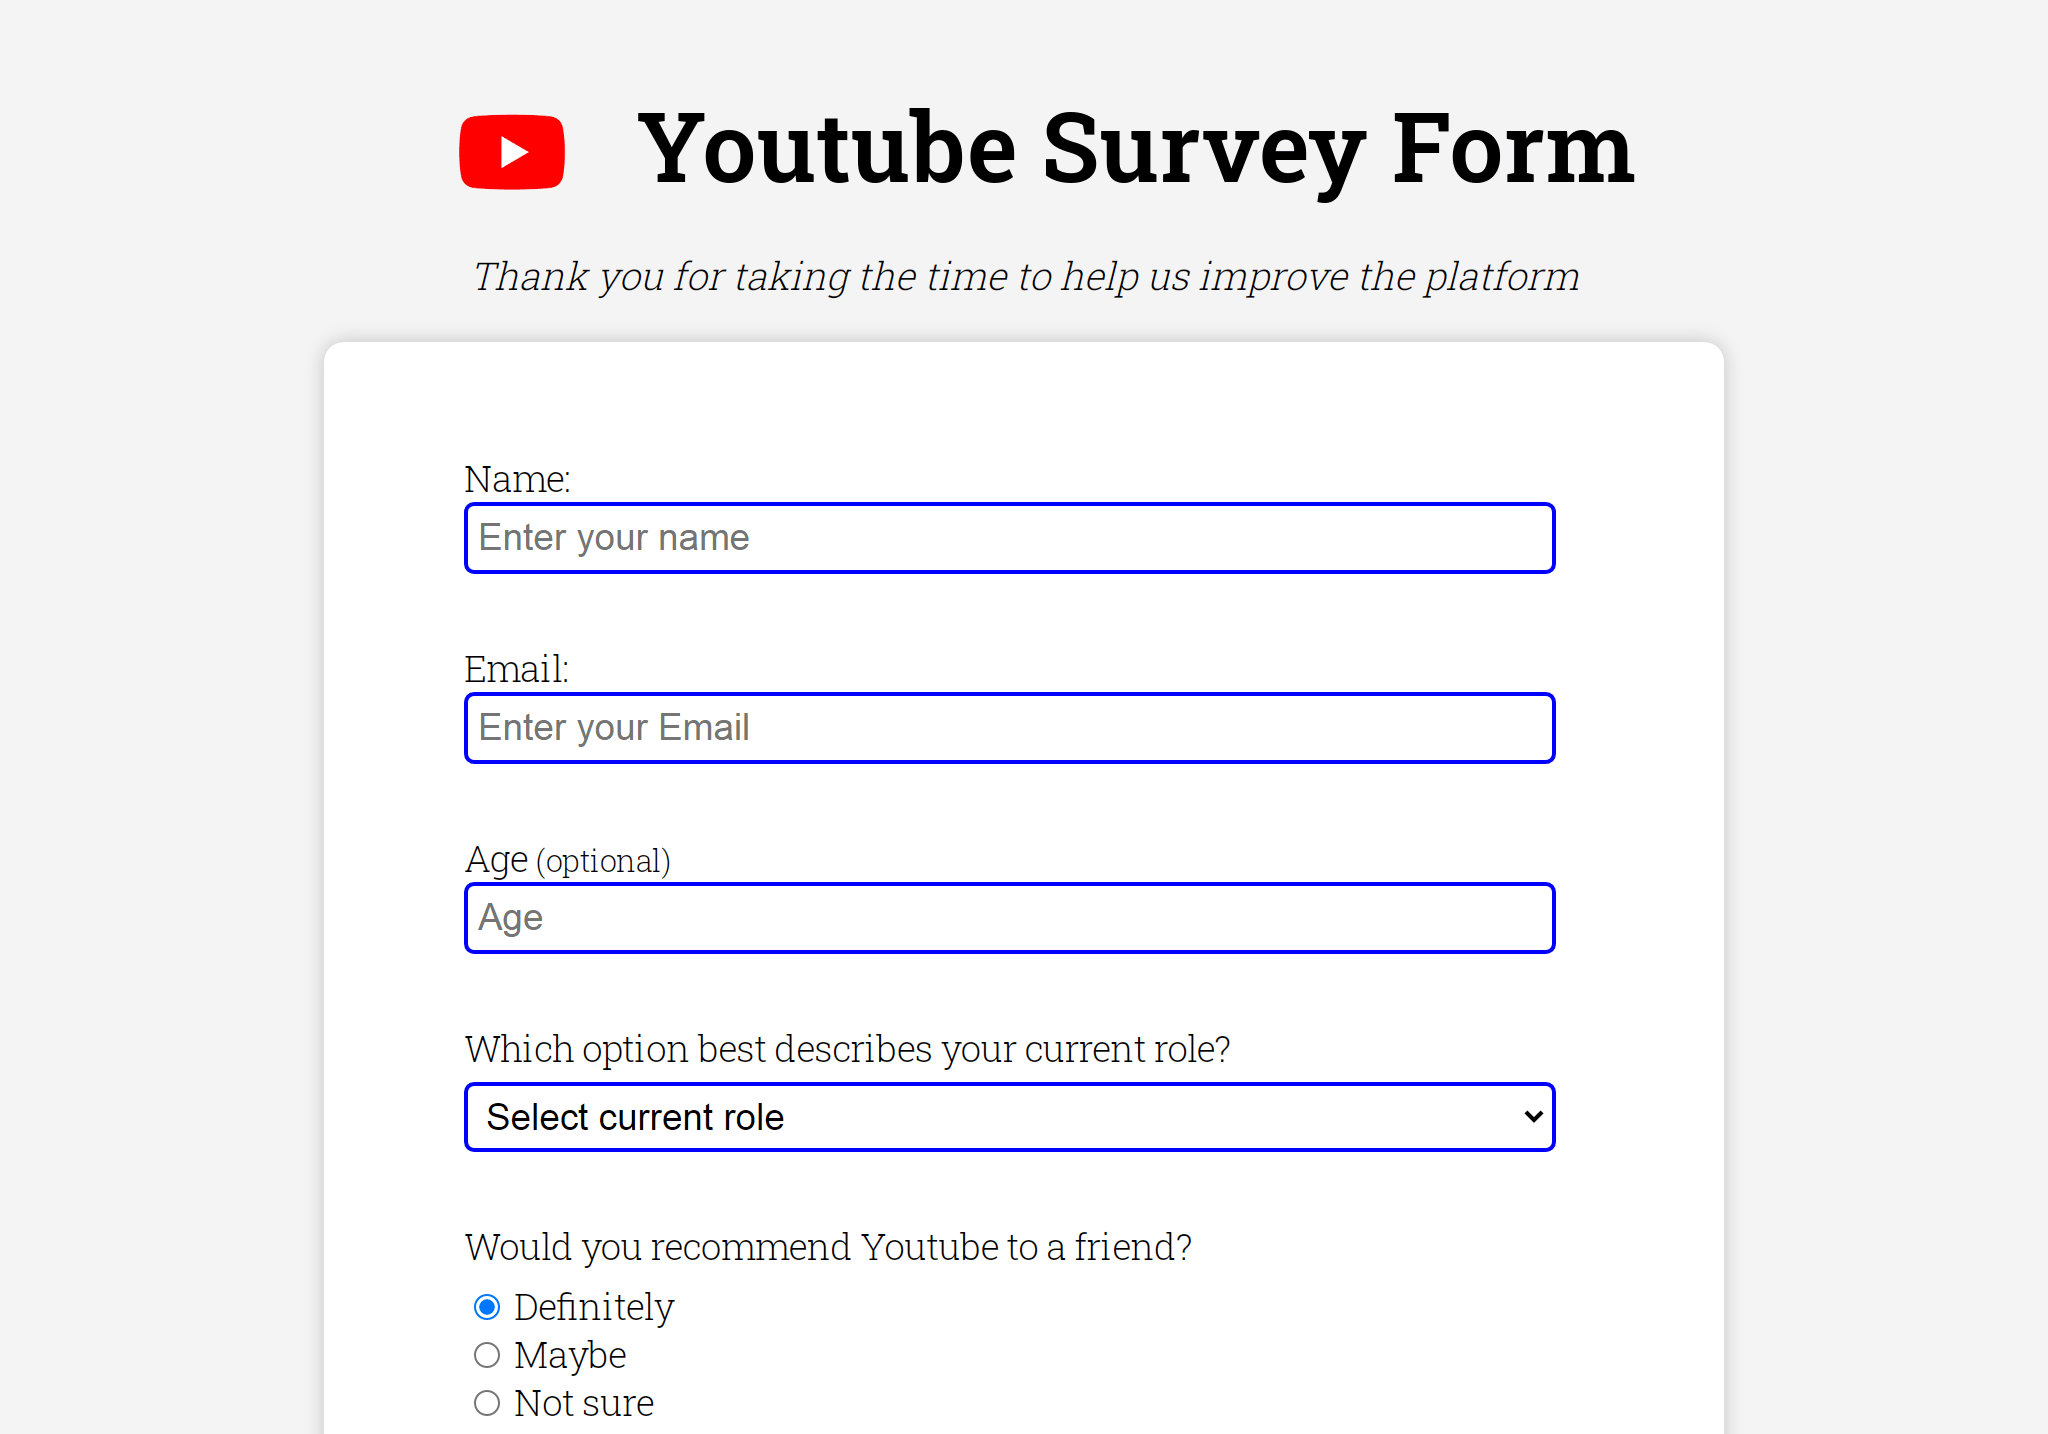 Youtube Survey Form
Thank you for taking the time to help us improve the platform
Name:
Enter your name
Email:
Enter your Email
Age (optional)
Age
Which option best describes your current role?
Select current role
Would you recommend Youtube to a friend?
Definitely
Maybe
Not sure